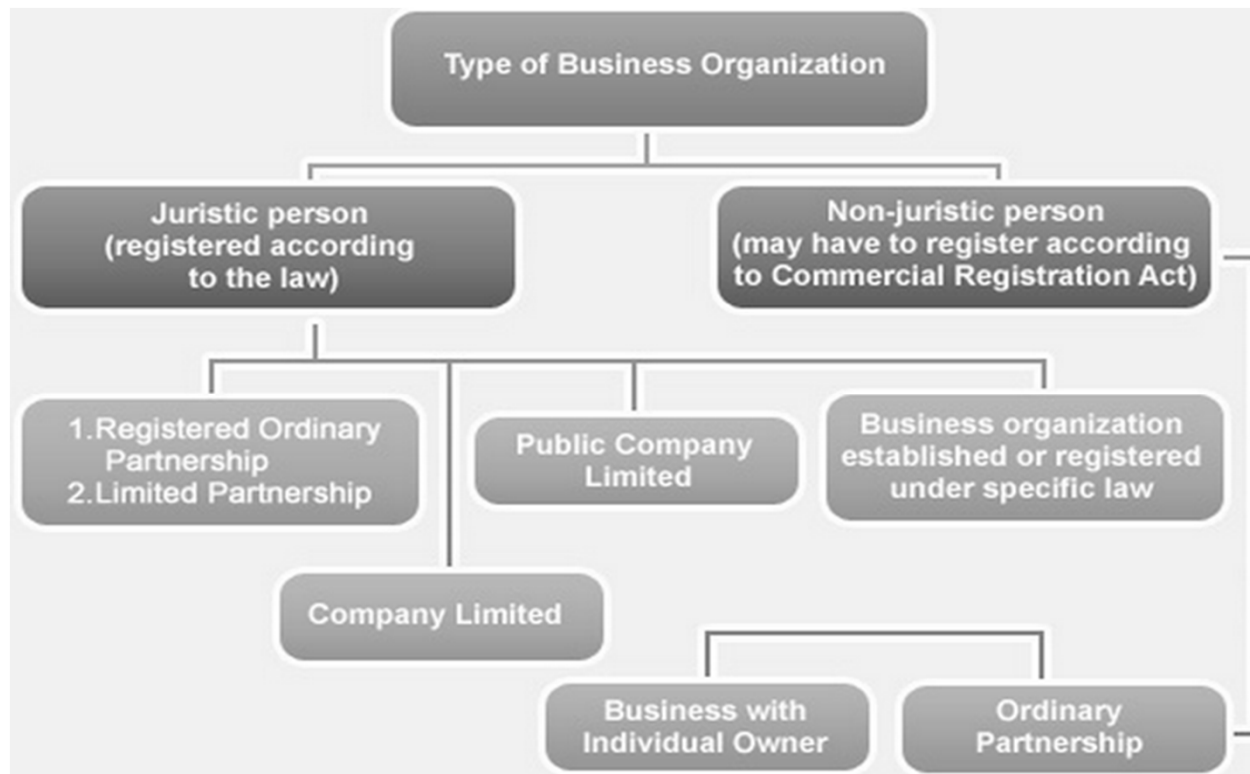 Type of Business Organization
Juristic person
(registered according
to the law)
Non-juristic person
(may have to register according
to Commercial Registration Act)
1.Registered Ordinary
Partnership
2.Limited Partnership
Public Company
Limited
Business organization
established or registered
under specific law
Company Limited
Business with
Individual Owner
Ordinary
Partnership